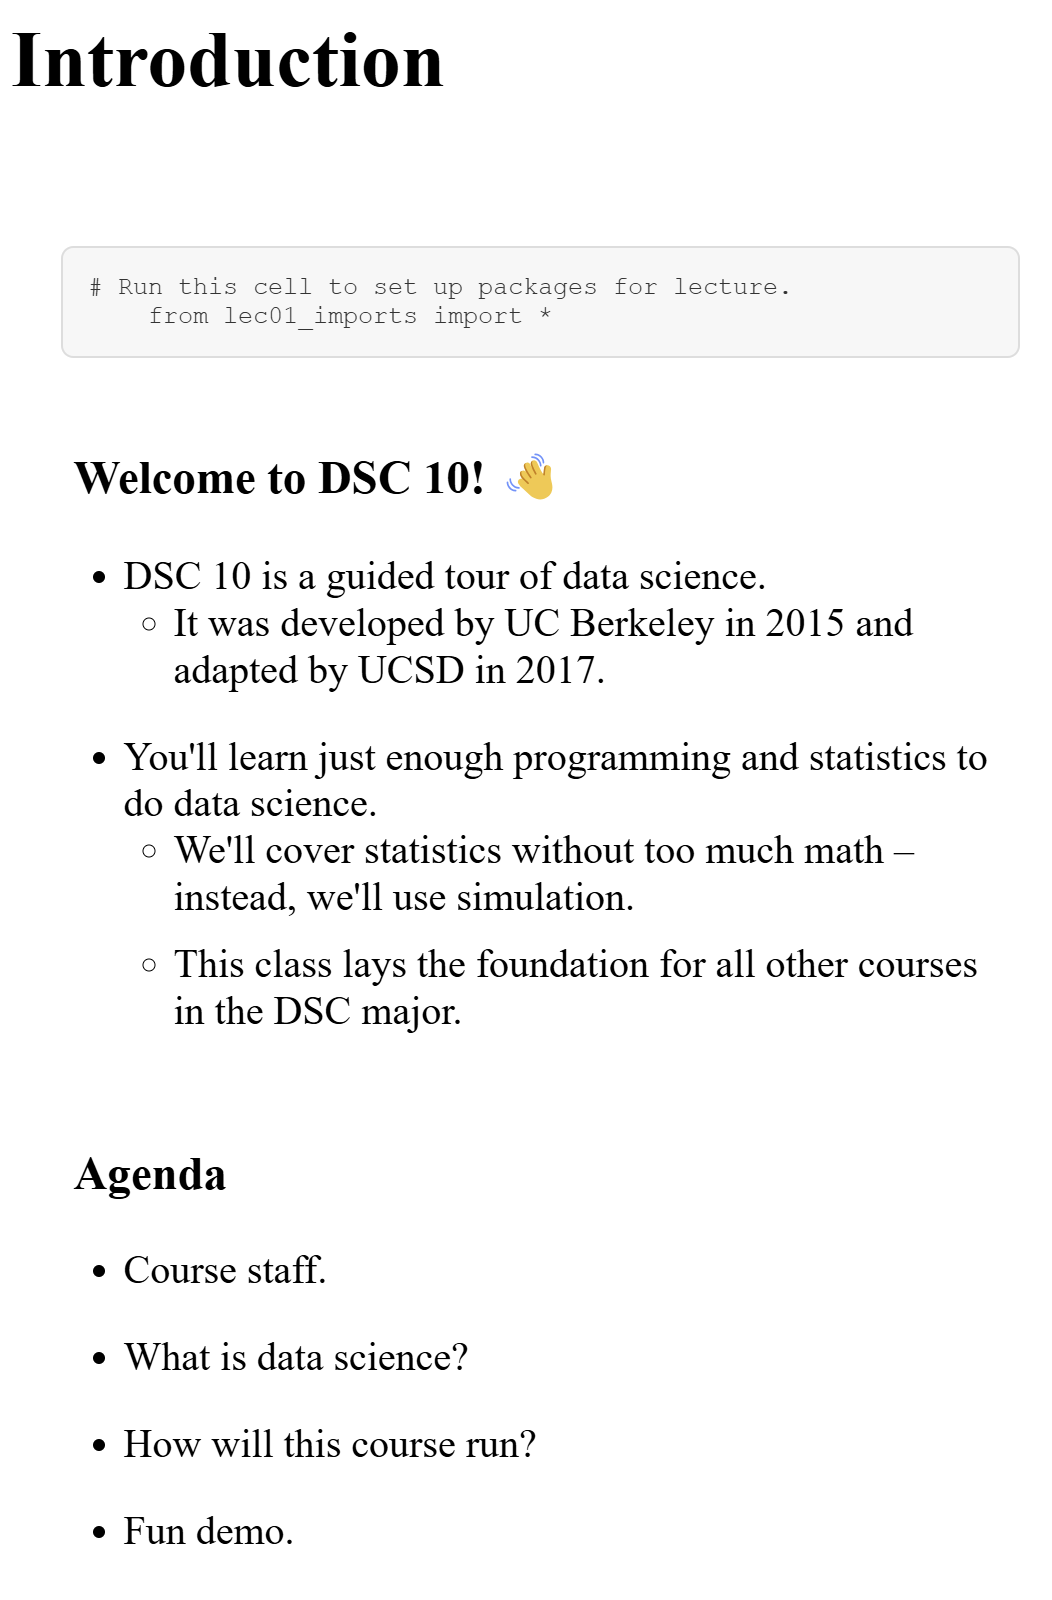 Introduction
# Run this cell to set up packages for lecture.
    from lec01_imports import *
Welcome to DSC 10! 👋
• DSC 10 is a guided tour of data science.
◦ It was developed by UC Berkeley in 2015 and
adapted by UCSD in 2017.
• You'll learn just enough programming and statistics to
do data science.
◦ We'll cover statistics without too much math –
instead, we'll use simulation.
◦ This class lays the foundation for all other courses
in the DSC major.
Agenda
• Course staff.
• What is data science?
• How will this course run?
• Fun demo.